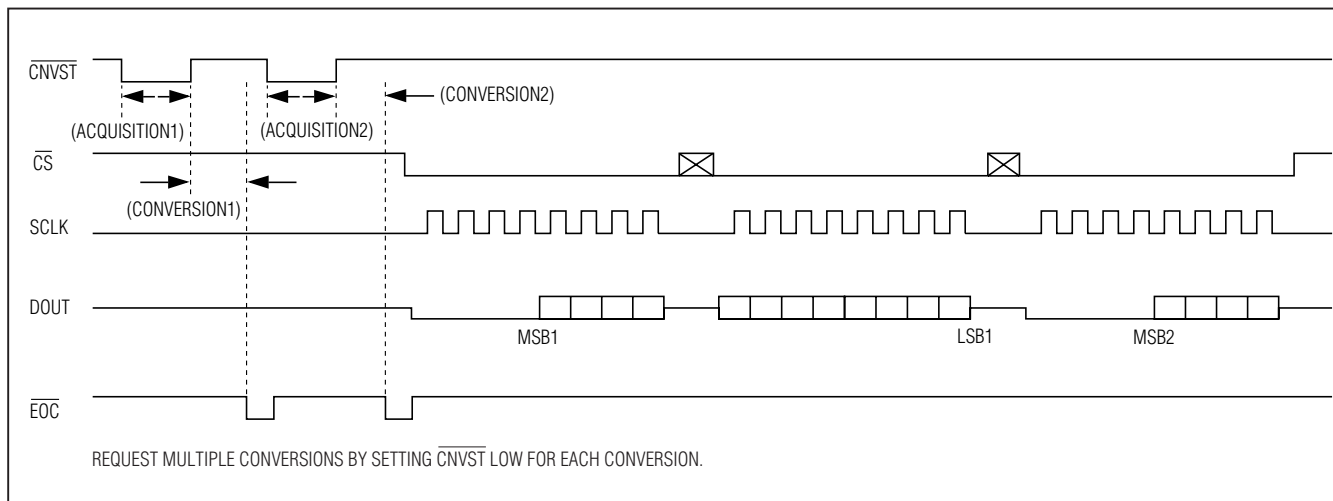 CNVST
(CONVERSION2)
(ACQUISITION1)
(ACQUISITION2)
CS
(CONVERSION1)
SCLK
DOUT
MSB1
LSB1
MSB2
EOC
REQUEST MULTIPLE CONVERSIONS BY SETTING CNVST LOW FOR EACH CONVERSION.